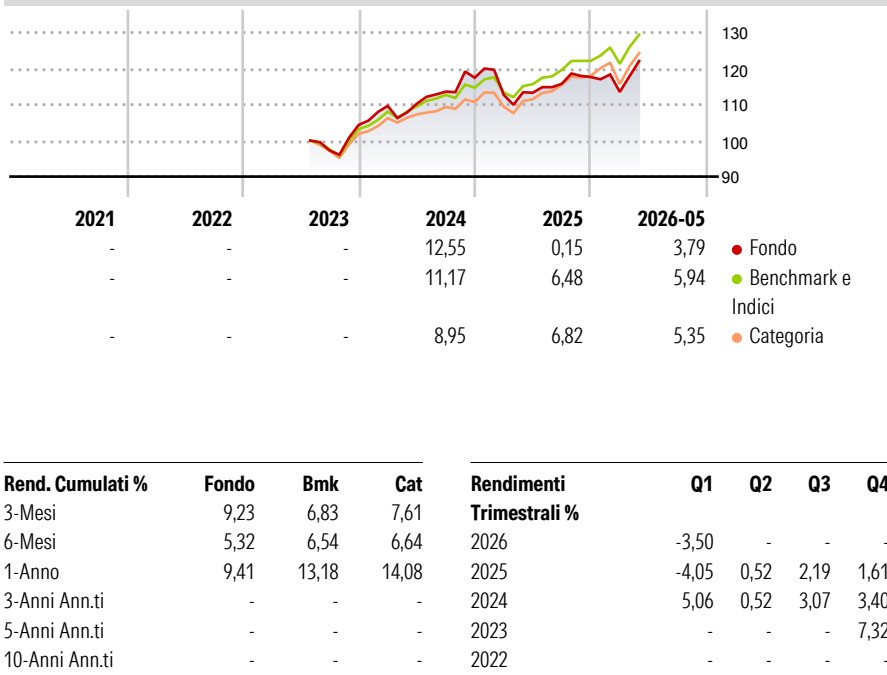 130
120
110
100
90
2021 2022 2023 2024 2025 2026-05
- - - 12,55 0,15 3,79 Fondo
- - - 11,17 6,48 5,94 Benchmark e
Indici
- - - 8,95 6,82 5,35 Categoria
Rend. Cumulati % Fondo Bmk Cat
3-Mesi 9,23 6,83 7,61
6-Mesi 5,32 6,54 6,64
1-Anno 9,41 13,18 14,08
3-Anni Ann.ti - - -
5-Anni Ann.ti - - -
10-Anni Ann.ti - - -
Rendimenti Q1 Q2 Q3 Q4
Trimestrali %
2026 -3,50 - - -
2025 -4,05 0,52 2,19 1,61
2024 5,06 0,52 3,07 3,40
2023 - - - 7,32
2022 - - - -